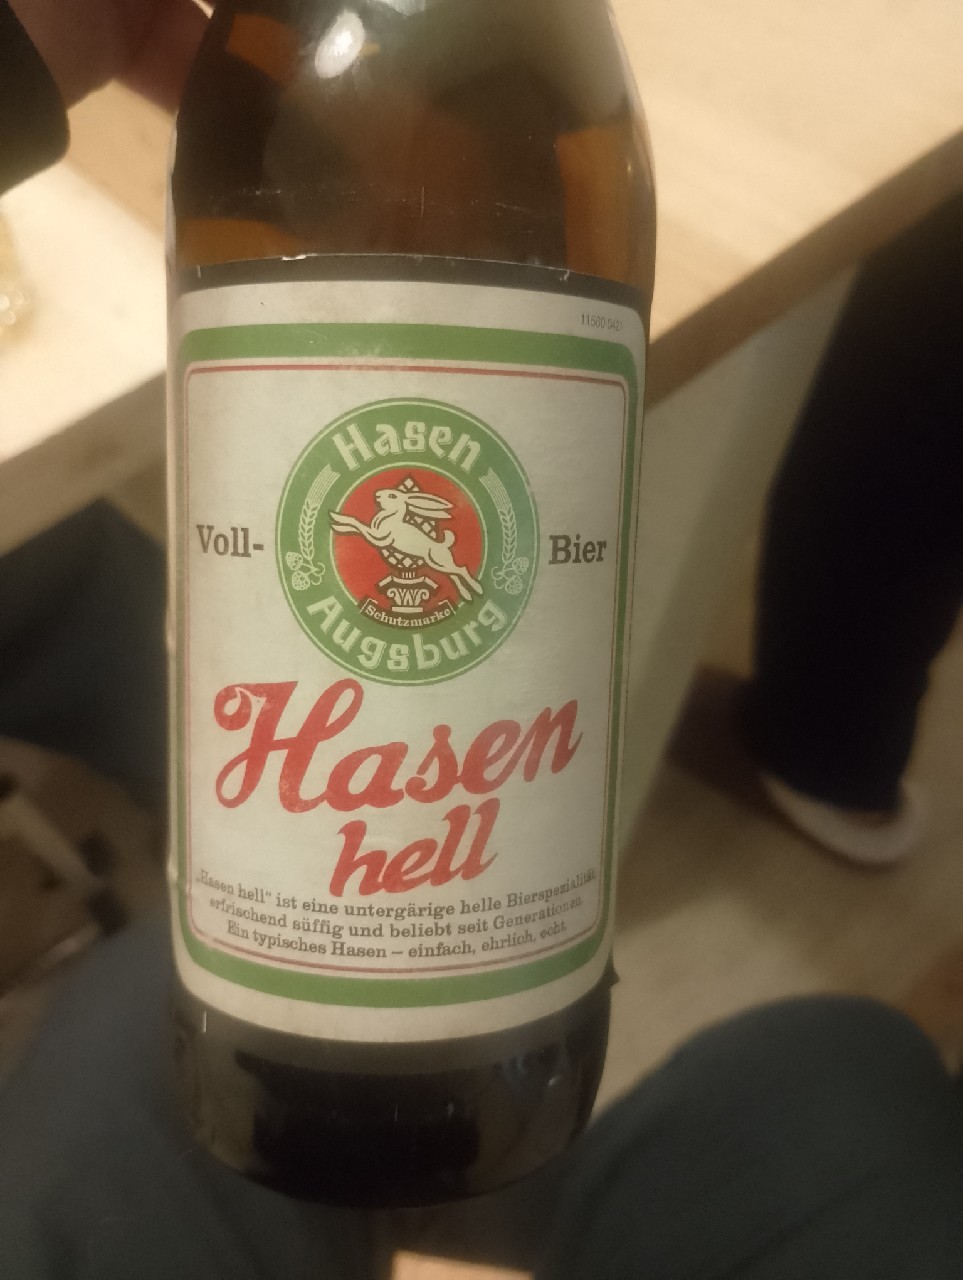 Hasen
Voll-
Bier
Schutzmarke
Augsburg
Hasen
hell
„Hasen hell" ist eine untergärige helle Bierspezialität
erfrischend süffig und beliebt seit Generationen.
Ein typisches Hasen – einfach, ehrlich, echt.